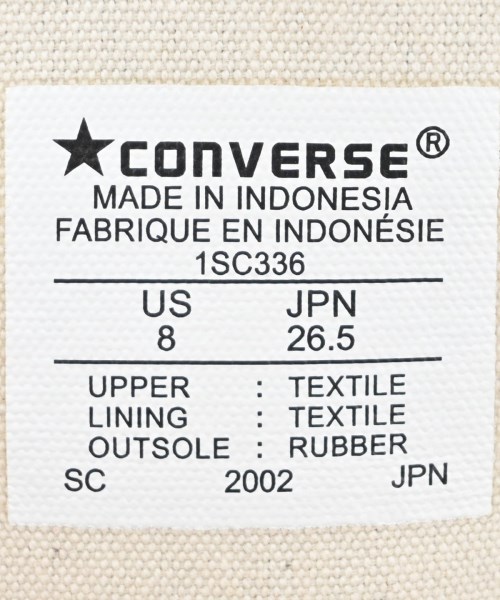 ★CONVERSE®
MADE IN INDONESIA
FABRIQUE EN INDONÉSIE
1SC336
US JPN
8 26.5
UPPER : TEXTILE
LINING : TEXTILE
OUTSOLE : RUBBER
SC 2002 JPN